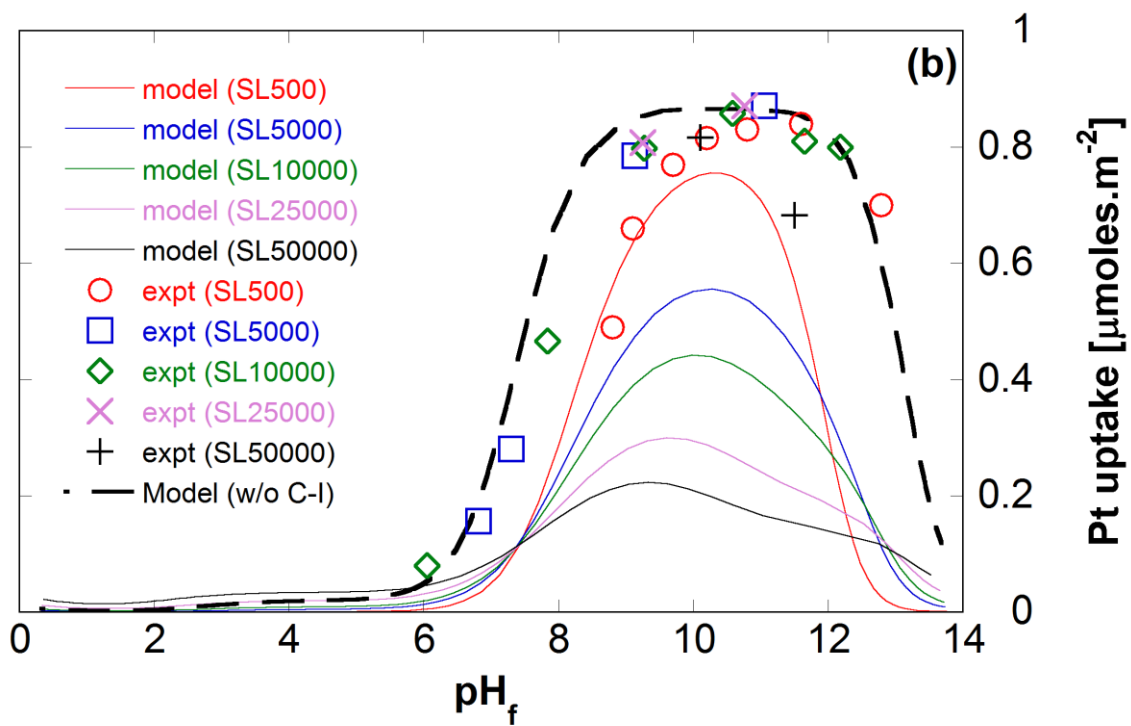 (b)
model (SL500)
model (SL5000)
model (SL10000)
model (SL25000)
model (SL50000)
expt (SL500)
expt (SL5000)
expt (SL10000)
expt (SL25000)
expt (SL50000)
Model (w/o C-I)
1
0.8
0.6
0.4
0.2
0
Pt uptake [μmoles.m-2]
0 2 4 6 8 10 12 14
pHf